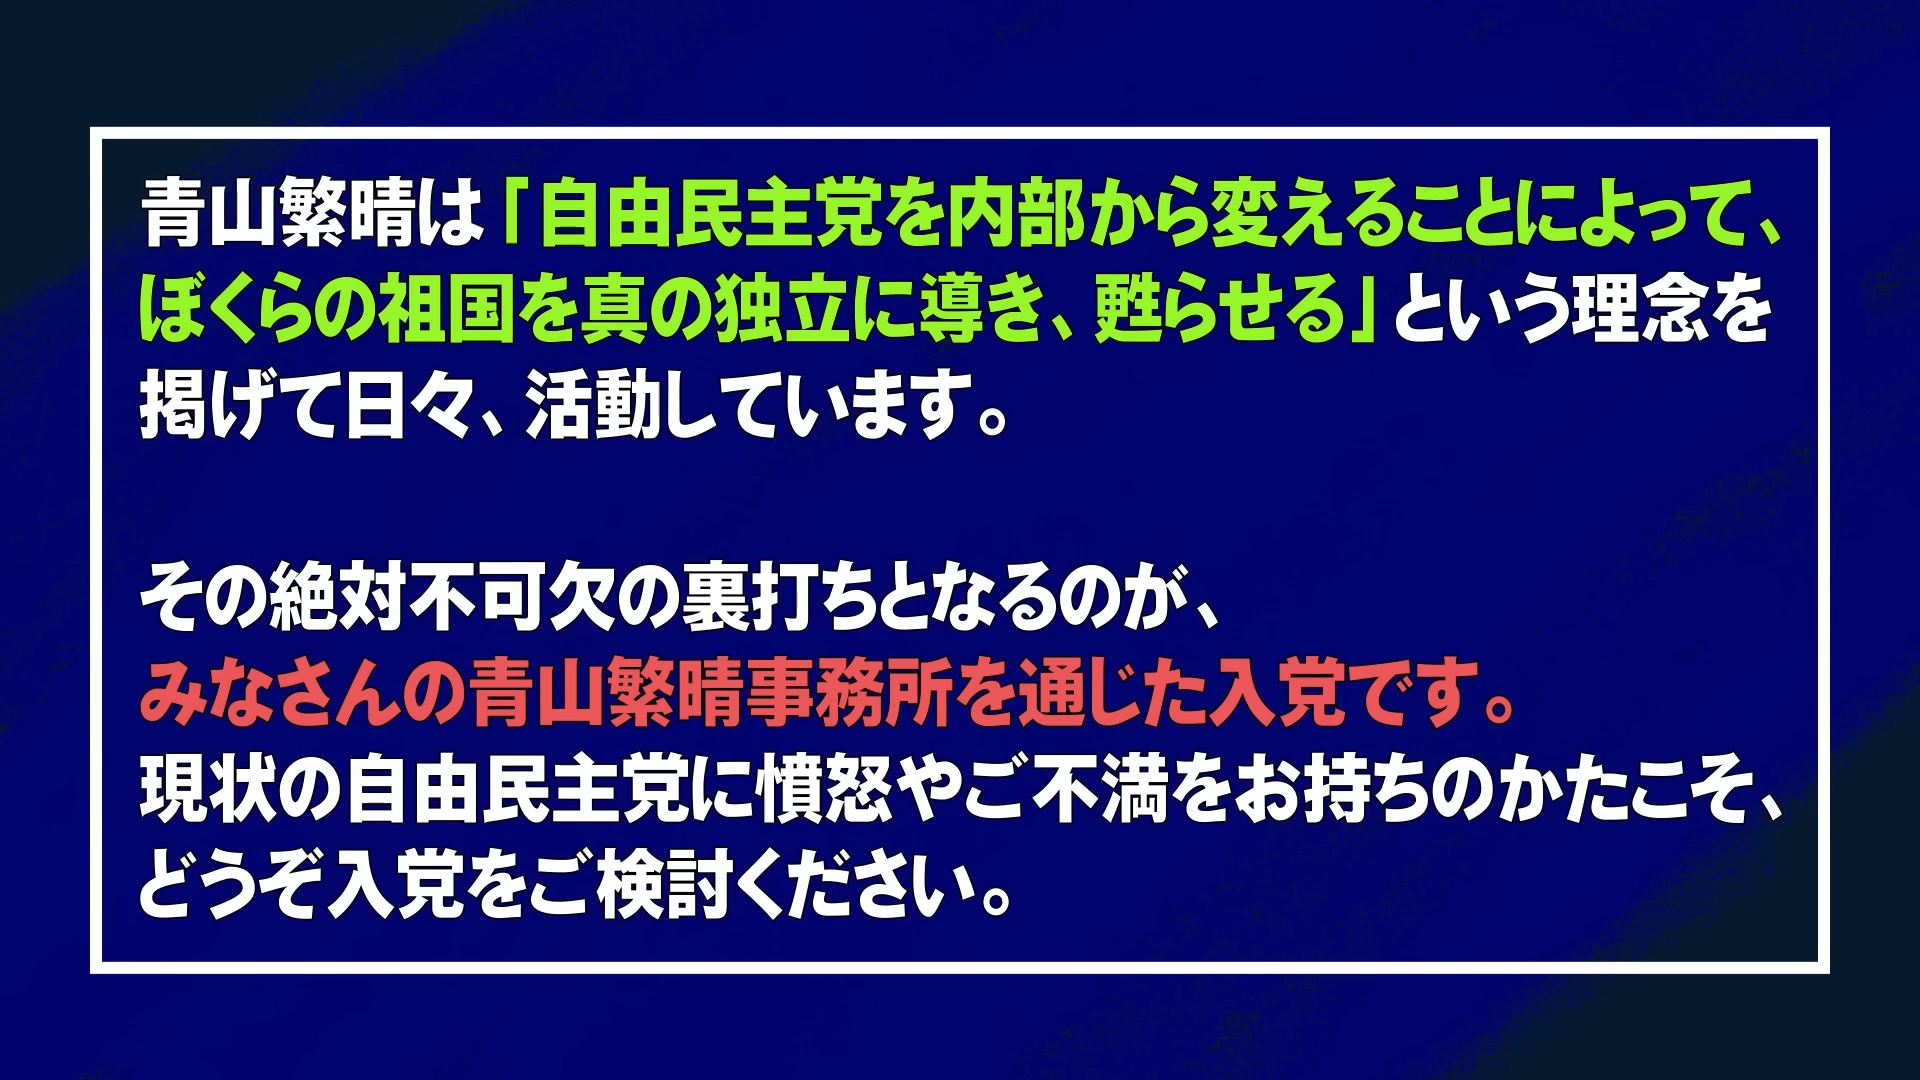 青山繁晴は「自由民主党を内部から変えることによって、
ぼくらの祖国を真の独立に導き、甦らせる」という理念を
掲げて日々、活動しています。
その絶対不可欠の裏打ちとなるのが、
みなさんの青山繁晴事務所を通じた入党です。
現状の自由民主党に憤怒やご不満をお持ちのかたこそ、
どうぞ入党をご検討ください。